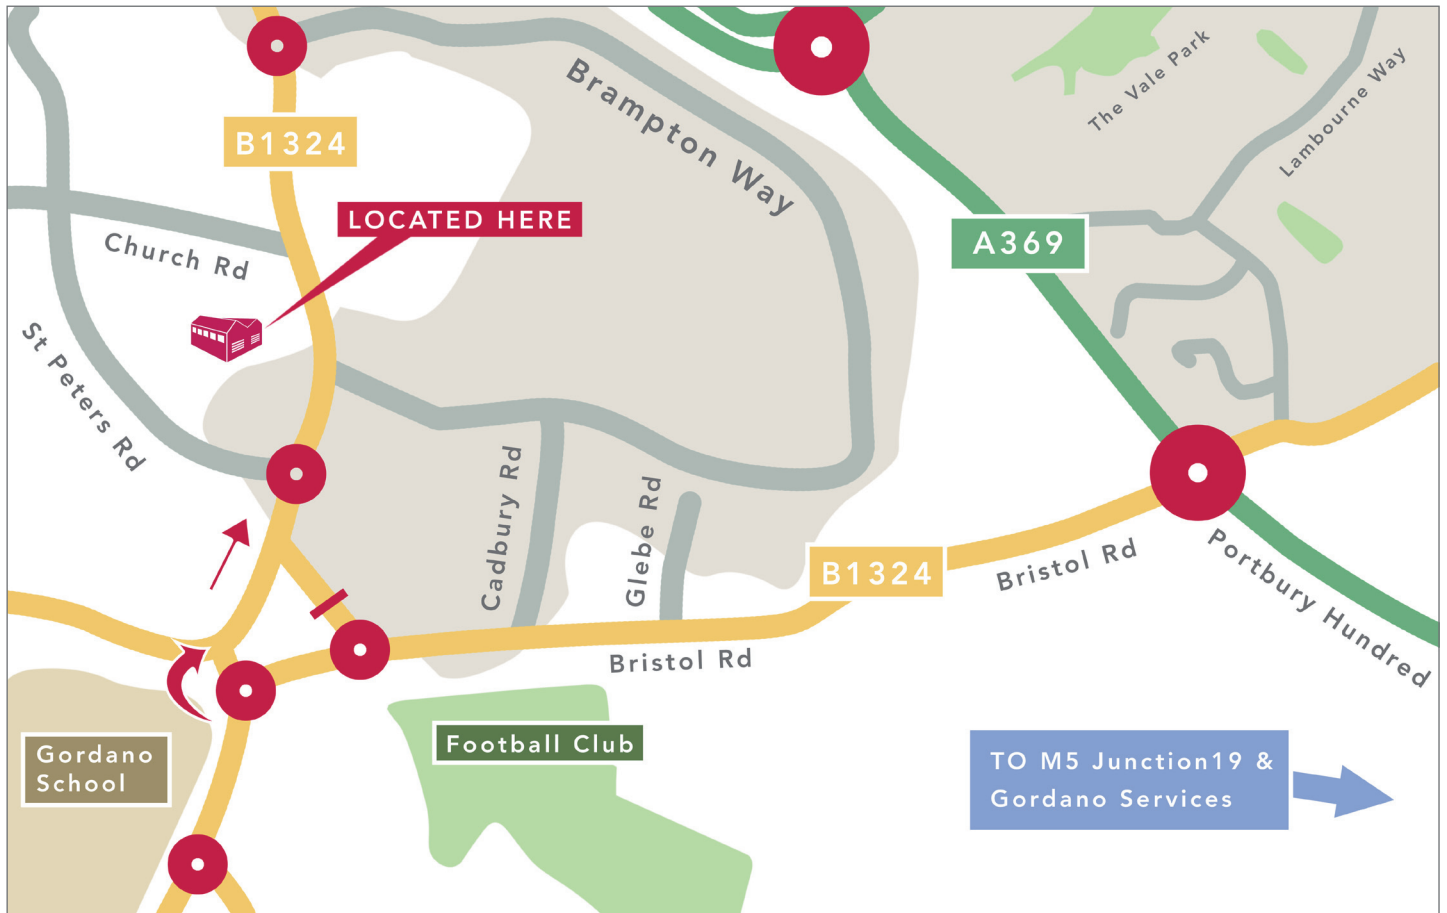 The Vale Park
Lambourne Way
Brampton Way
B1324
LOCATED HERE
Church Rd
A369
St Peters Rd
Cadbury Rd
Glebe Rd
B1324
Bristol Rd
Portbury Hundred
Bristol Rd
Gordano
School
Football Club
TO M5 Junction19 &
Gordano Services